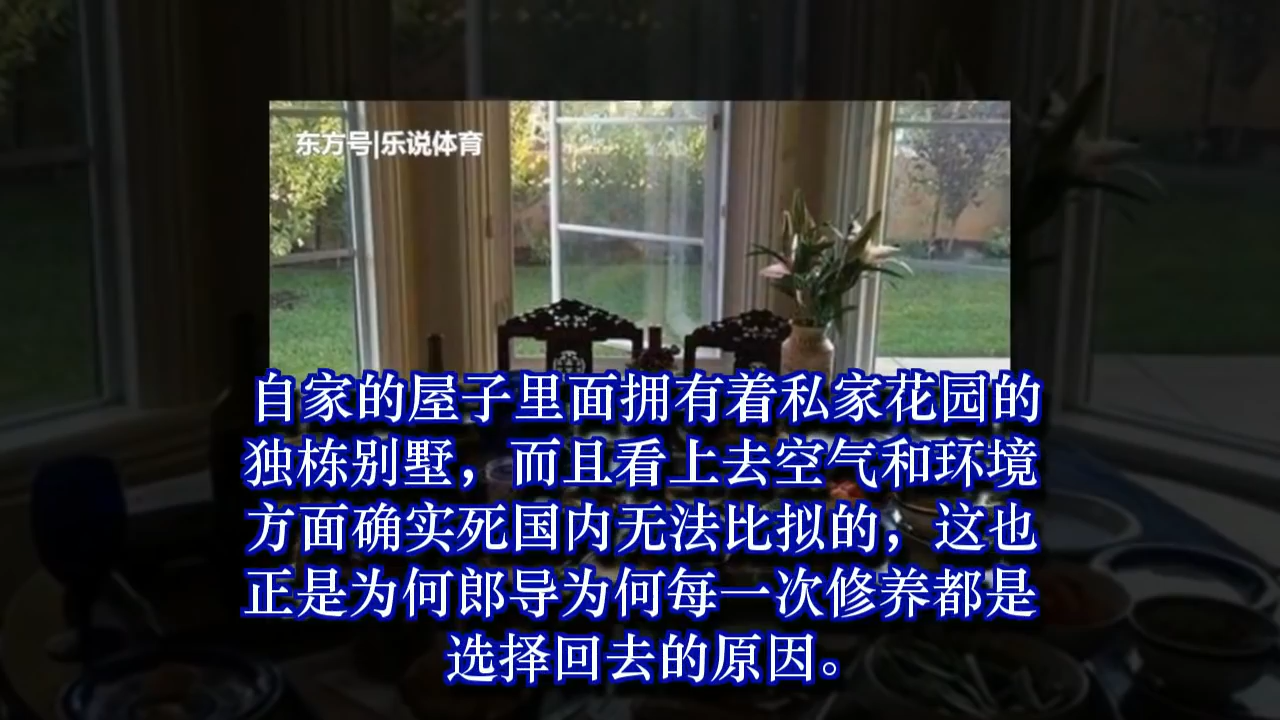 东方号|乐说体育
自家的屋子里面拥有着私家花园的
独栋别墅，而且看上去空气和环境
方面确实死国内无法比拟的，这也
正是为何郎导为何每一次修养都是
选择回去的原因。